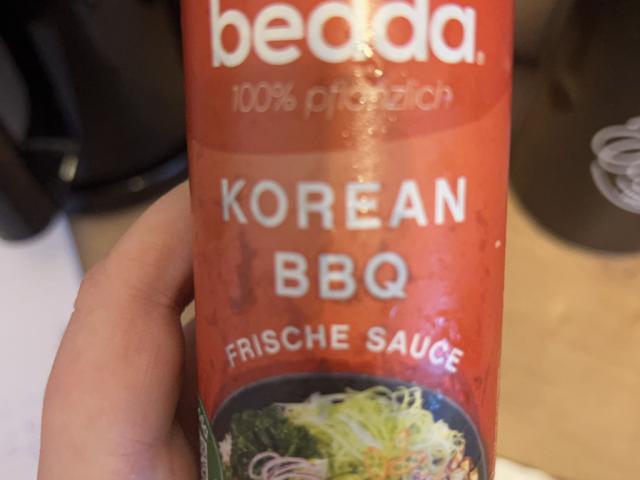 bedda.
100% pflanzlich
KOREAN
BBQ
FRISCHE SAUCE